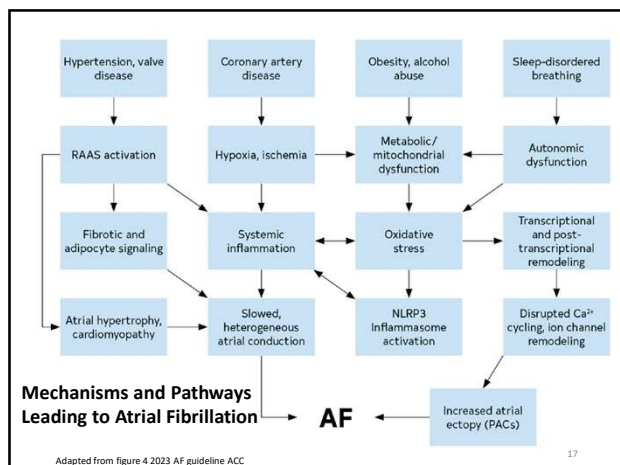 Hypertension, valve
disease
Coronary artery
disease
Obesity, alcohol
abuse
Sleep-disordered
breathing
RAAS activation
Hypoxia, ischemia
Metabolic/
mitochondrial
dysfunction
Autonomic
dysfunction
Fibrotic and
adipocyte signaling
Systemic
inflammation
Oxidative
stress
Transcriptional
and post-
transcriptional
remodeling
Atrial hypertrophy,
cardiomyopathy
Slowed,
heterogeneous
atrial conduction
NLRP3
Inflammasome
activation
Disrupted Ca²⁺
cycling, ion channel
remodeling
Mechanisms and Pathways
Leading to Atrial Fibrillation
AF
Increased atrial
ectopy (PACs)
Adapted from figure 4 2023 AF guideline ACC
17